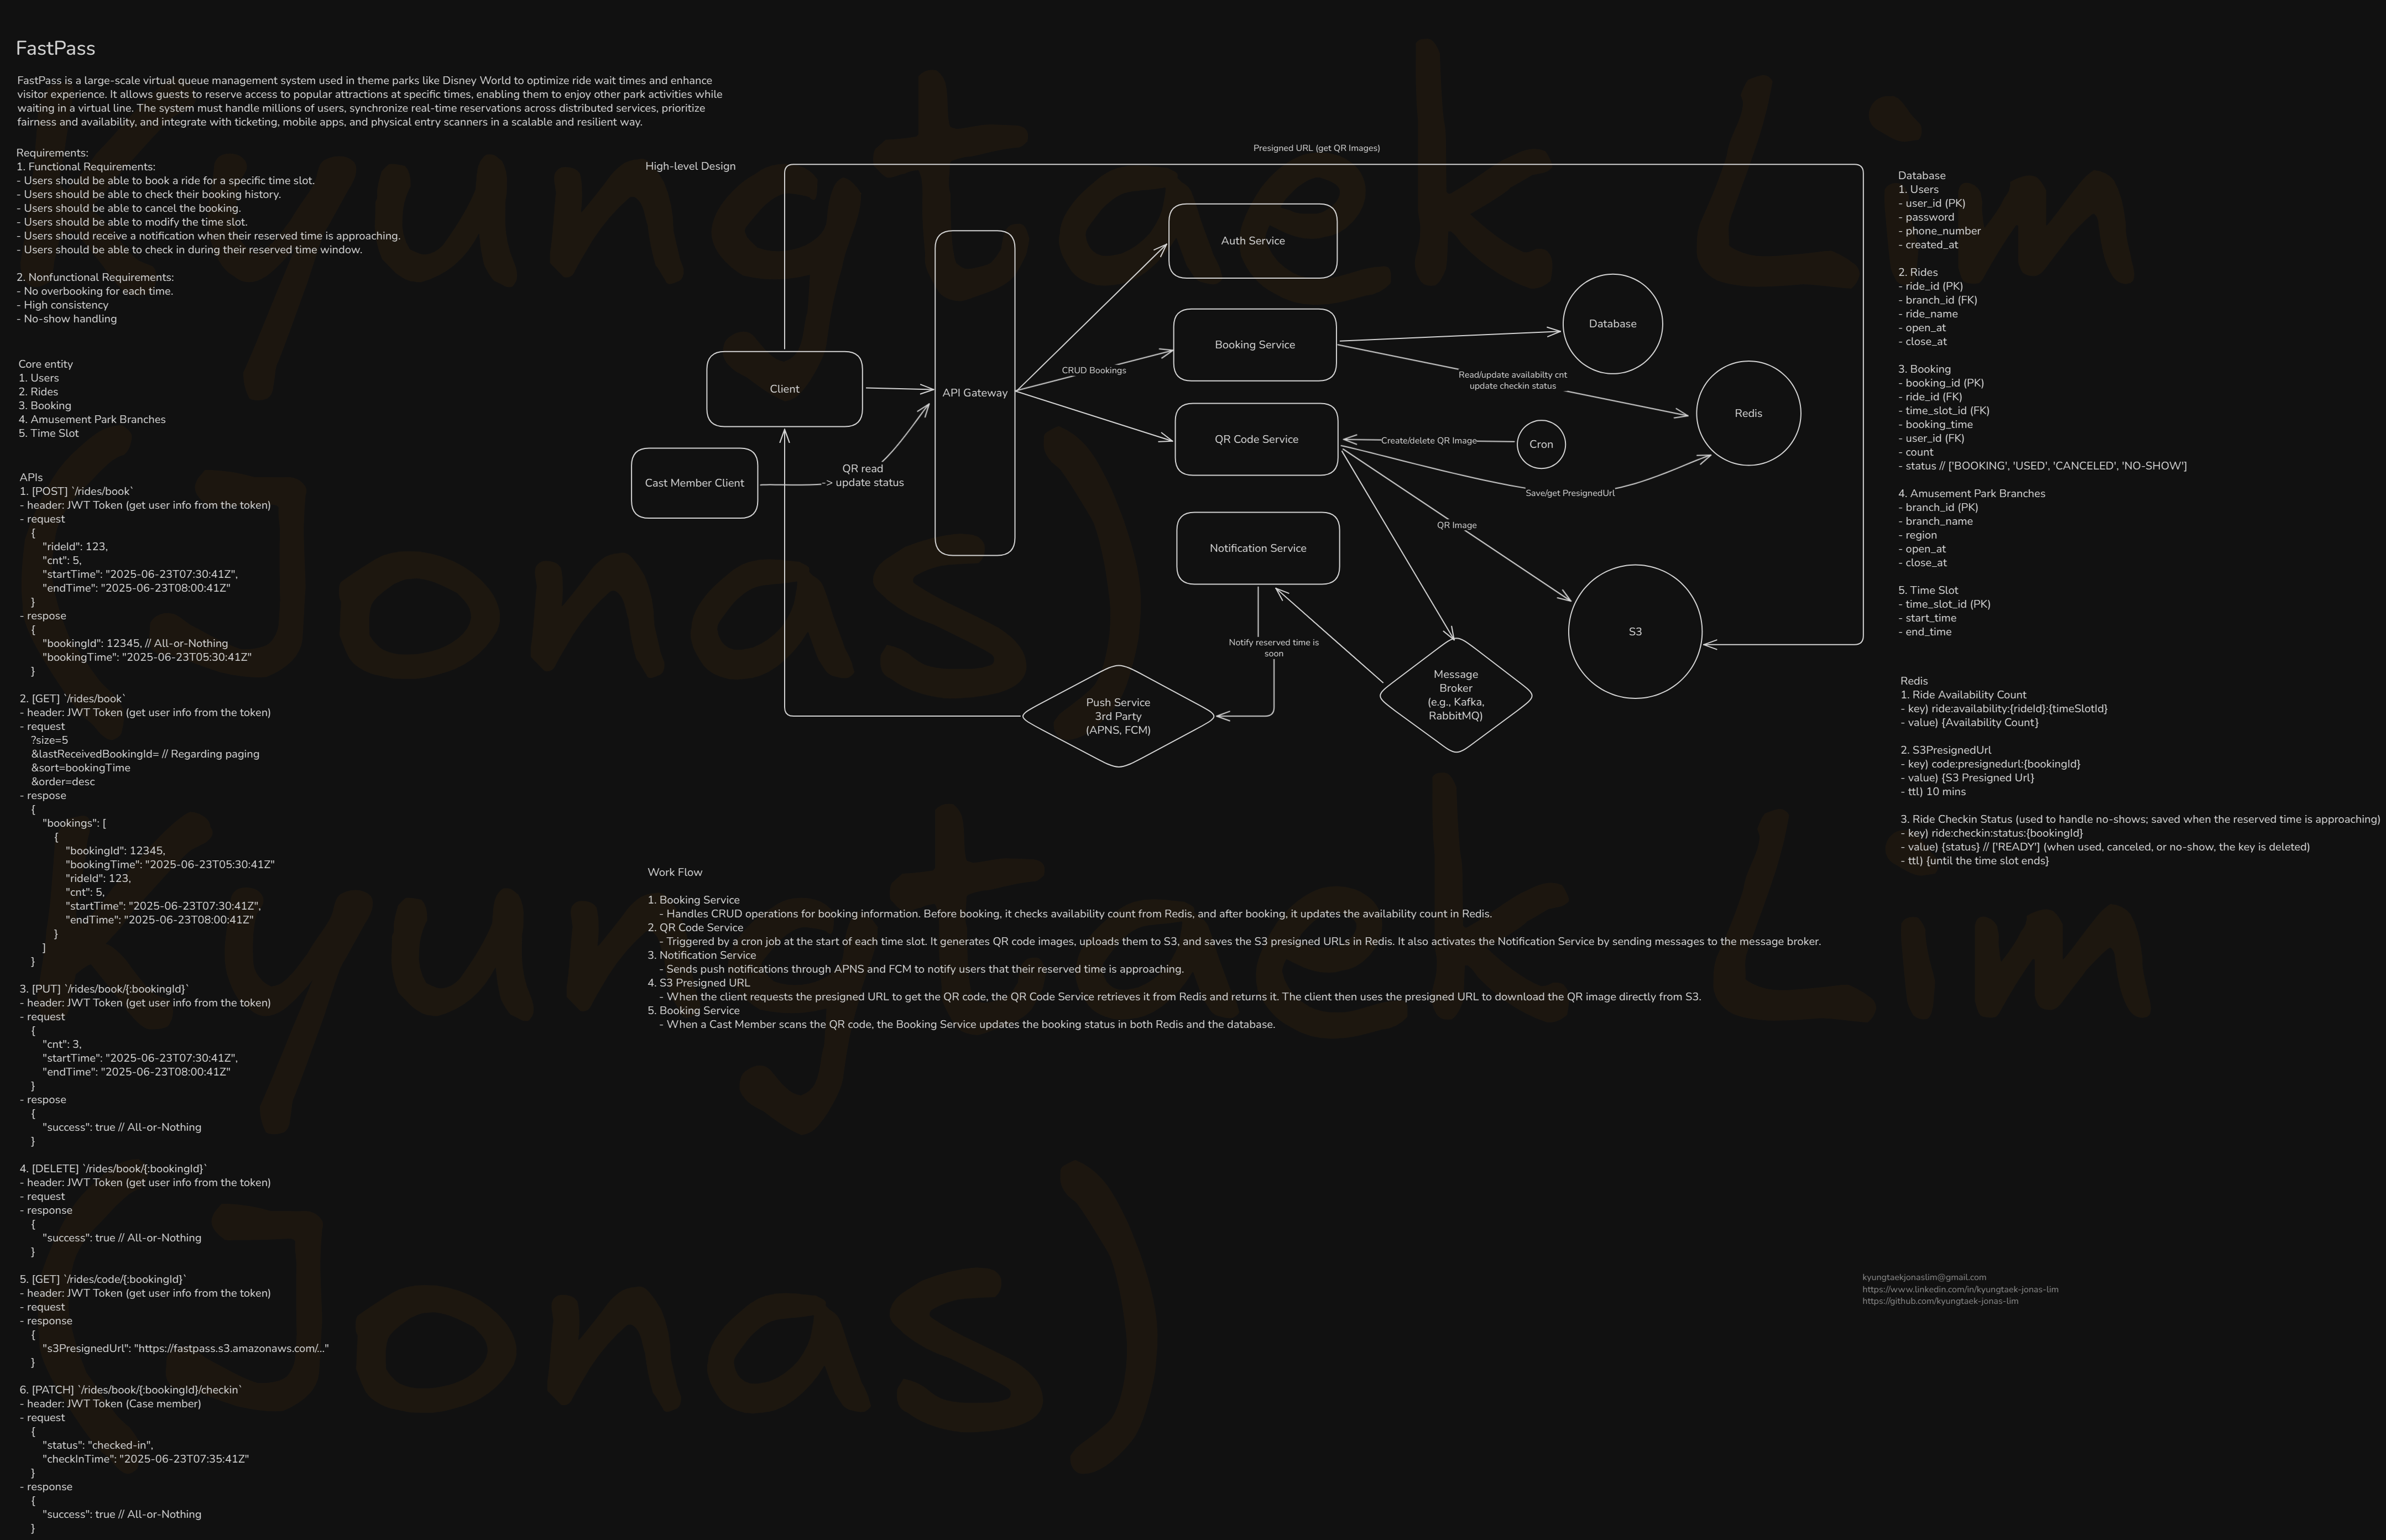 FastPass
FastPass is a large-scale virtual queue management system used in theme parks like Disney World to optimize ride wait times and enhance
visitor experience. It allows guests to reserve access to popular attractions at specific times, enabling them to enjoy other park activities while
waiting in a virtual line. The system must handle millions of users, synchronize real-time reservations across distributed services, prioritize
fairness and availability, and integrate with ticketing, mobile apps, and physical entry scanners in a scalable and resilient way.
Requirements:
1. Functional Requirements:
- Users should be able to book a ride for a specific time slot.
- Users should be able to check their booking history.
- Users should be able to cancel the booking.
- Users should be able to modify the time slot.
- Users should receive a notification when their reserved time is approaching.
- Users should be able to check in during their reserved time window.
2. Nonfunctional Requirements:
- No overbooking for each time.
- High consistency
- No-show handling
Core entity
1. Users
2. Rides
3. Booking
4. Amusement Park Branches
5. Time Slot
APIs
1. [POST] `/rides/book`
- header: JWT Token (get user info from the token)
- request
{
"rideId": 123,
"cnt": 5,
"startTime": "2025-06-23T07:30:41Z",
"endTime": "2025-06-23T08:00:41Z"
}
- respose
{
"bookingId": 12345, // All-or-Nothing
"bookingTime": "2025-06-23T05:30:41Z"
}
2. [GET] `/rides/book`
- header: JWT Token (get user info from the token)
- request
?size=5
&lastReceivedBookingId= // Regarding paging
&sort=bookingTime
&order=desc
- respose
{
"bookings": [
{
"bookingId": 12345,
"bookingTime": "2025-06-23T05:30:41Z"
"rideId": 123,
"cnt": 5,
"startTime": "2025-06-23T07:30:41Z",
"endTime": "2025-06-23T08:00:41Z"
}
]
}
3. [PUT] `/rides/book/{:bookingId}`
- header: JWT Token (get user info from the token)
- request
{
"cnt": 3,
"startTime": "2025-06-23T07:30:41Z",
"endTime": "2025-06-23T08:00:41Z"
}
- respose
{
"success": true // All-or-Nothing
}
4. [DELETE] `/rides/book/{:bookingId}`
- header: JWT Token (get user info from the token)
- request
- response
{
"success": true // All-or-Nothing
}
5. [GET] `/rides/code/{:bookingId}`
- header: JWT Token (get user info from the token)
- request
- response
{
"s3PresignedUrl": "https://fastpass.s3.amazonaws.com/..."
}
6. [PATCH] `/rides/book/{:bookingId}/checkin`
- header: JWT Token (Case member)
- request
{
"status": "checked-in",
"checkInTime": "2025-06-23T07:35:41Z"
}
- response
{
"success": true // All-or-Nothing
}
High-level Design
Presigned URL (get QR Images)
Client
Cast Member Client
QR read
-> update status
API Gateway
CRUD Bookings
Auth Service
Booking Service
QR Code Service
Notification Service
Database
Read/update availabilty cnt
update checkin status
Redis
Cron
Create/delete QR Image
Save/get PresignedUrl
QR Image
S3
Notify reserved time is
soon
Message
Broker
(e.g., Kafka,
RabbitMQ)
Push Service
3rd Party
(APNS, FCM)
Work Flow
1. Booking Service
- Handles CRUD operations for booking information. Before booking, it checks availability count from Redis, and after booking, it updates the availability count in Redis.
2. QR Code Service
- Triggered by a cron job at the start of each time slot. It generates QR code images, uploads them to S3, and saves the S3 presigned URLs in Redis. It also activates the Notification Service by sending messages to the message broker.
3. Notification Service
- Sends push notifications through APNS and FCM to notify users that their reserved time is approaching.
4. S3 Presigned URL
- When the client requests the presigned URL to get the QR code, the QR Code Service retrieves it from Redis and returns it. The client then uses the presigned URL to download the QR image directly from S3.
5. Booking Service
- When a Cast Member scans the QR code, the Booking Service updates the booking status in both Redis and the database.
Database
1. Users
- user_id (PK)
- password
- phone_number
- created_at
2. Rides
- ride_id (PK)
- branch_id (FK)
- ride_name
- open_at
- close_at
3. Booking
- booking_id (PK)
- ride_id (FK)
- time_slot_id (FK)
- booking_time
- user_id (FK)
- count
- status // ['BOOKING', 'USED', 'CANCELED', 'NO-SHOW']
4. Amusement Park Branches
- branch_id (PK)
- branch_name
- region
- open_at
- close_at
5. Time Slot
- time_slot_id (PK)
- start_time
- end_time
Redis
1. Ride Availability Count
- key) ride:availability:{rideId}:{timeSlotId}
- value) {Availability Count}
2. S3PresignedUrl
- key) code:presignedurl:{bookingId}
- value) {S3 Presigned Url}
- ttl) 10 mins
3. Ride Checkin Status (used to handle no-shows; saved when the reserved time is approaching)
- key) ride:checkin:status:{bookingId}
- value) {status} // ['READY'] (when used, canceled, or no-show, the key is deleted)
- ttl) {until the time slot ends}
kyungtaekjonaslim@gmail.com
https://www.linkedin.com/in/kyungtaek-jonas-lim
https://github.com/kyungtaek-jonas-lim
Kyungtaek Lim
(Jonas)
Kyungtaek Lim
(Jonas)